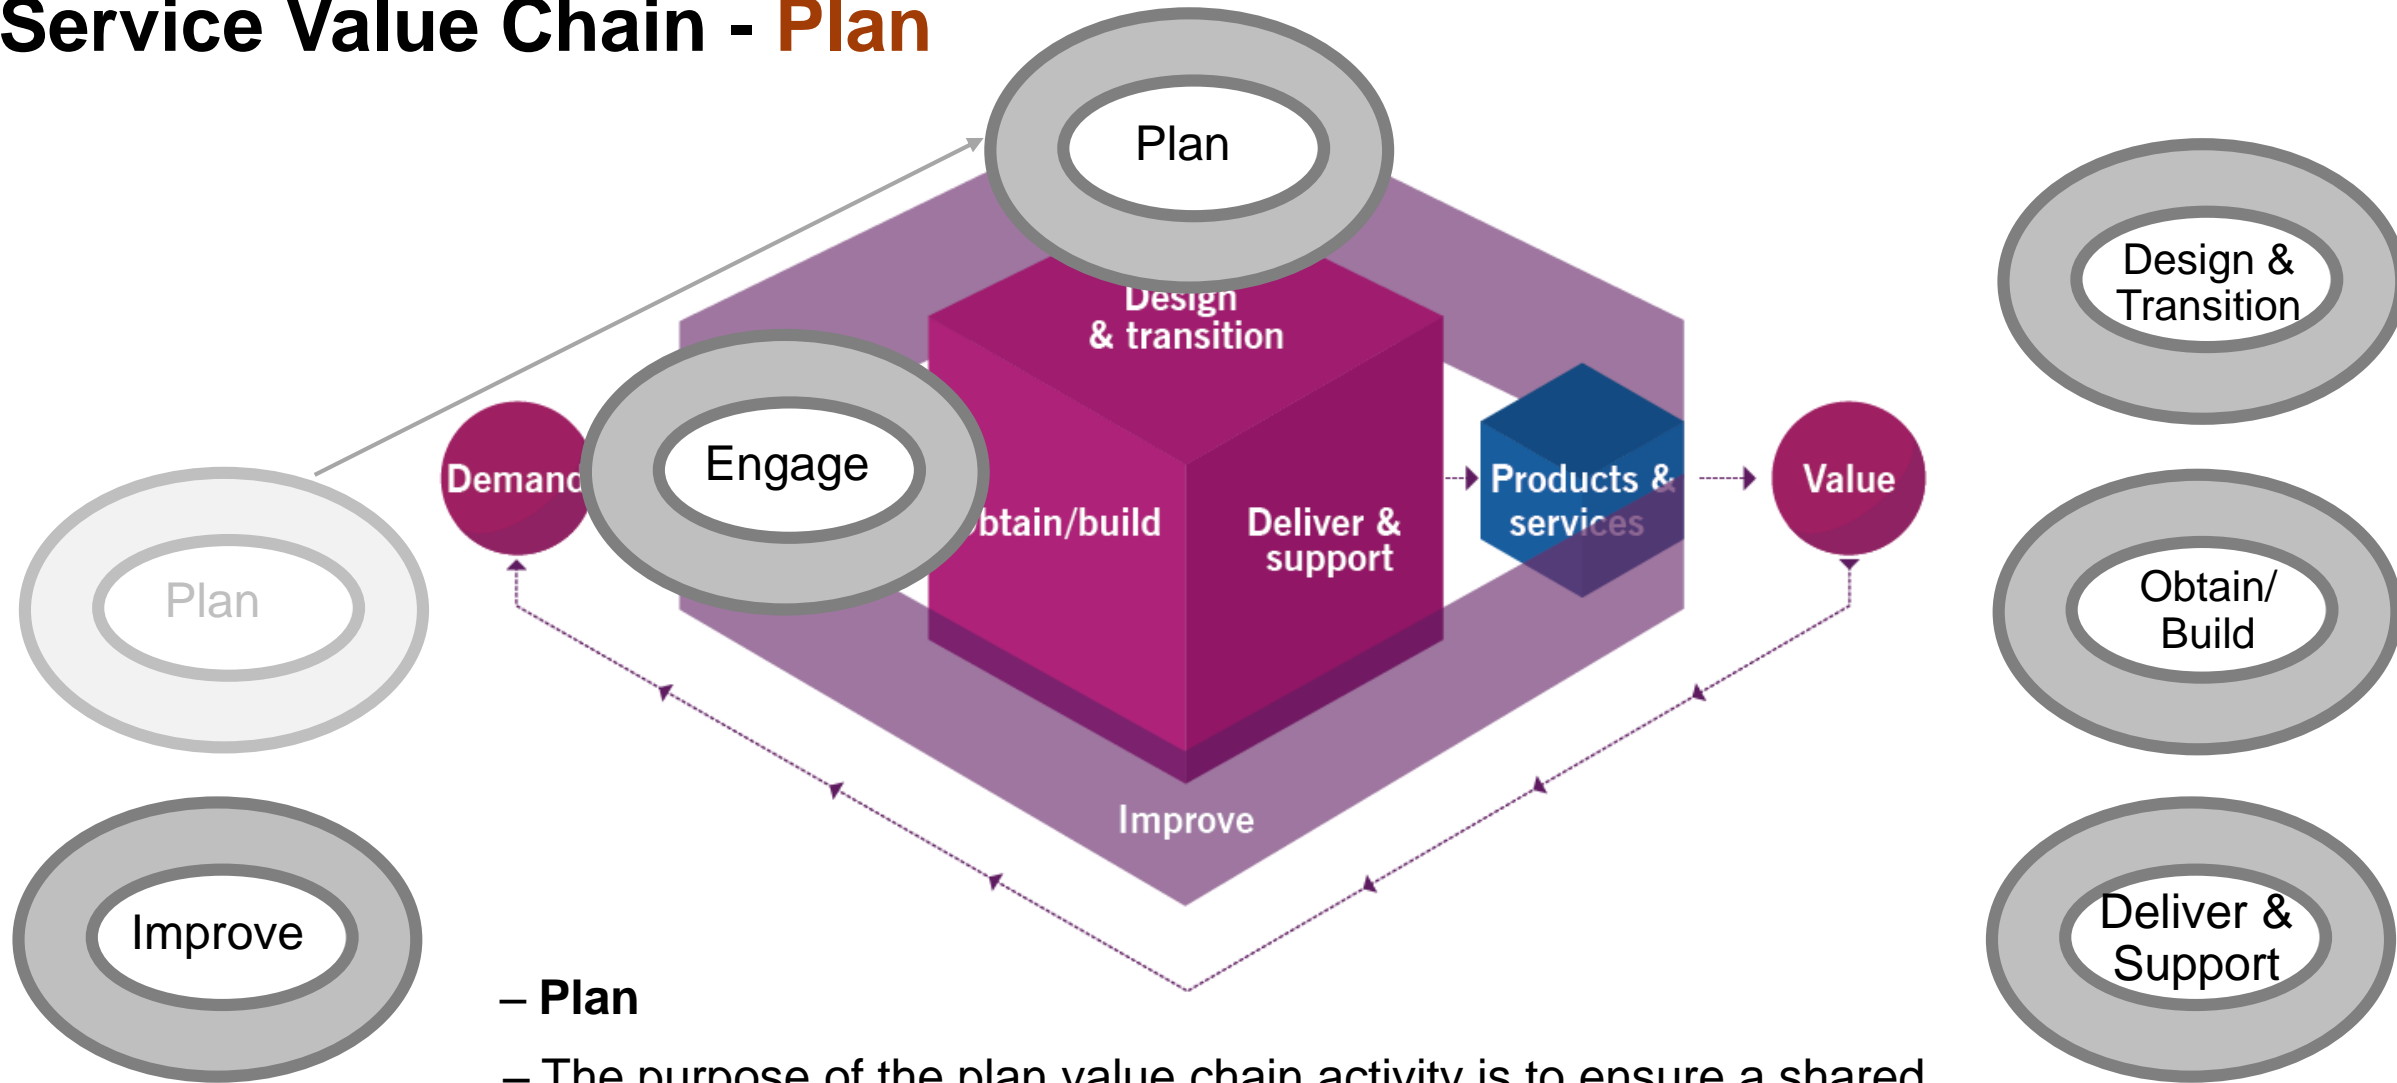 Service Value Chain - Plan
Plan
Design &
Transition
Design
& transition
Engage
Demand
Products &
services
Value
Obtain/build
Deliver &
support
Plan
Obtain/
Build
Improve
Improve
Deliver &
Support
– Plan
– The purpose of the plan value chain activity is to ensure a shared